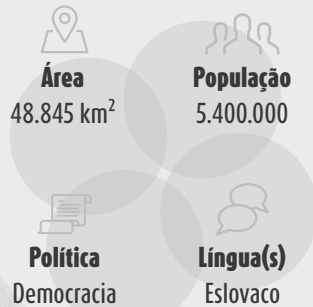 Área
48.845 km²
População
5.400.000
Política
Democracia
Língua(s)
Eslovaco